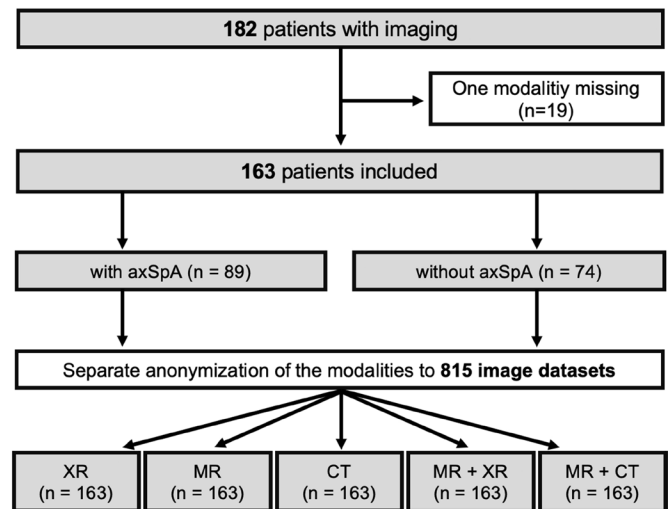 182 patients with imaging
One modalitiy missing
(n=19)
163 patients included
with axSpA (n = 89)
without axSpA (n = 74)
Separate anonymization of the modalities to 815 image datasets
XR
(n = 163)
MR
(n = 163)
CT
(n = 163)
MR + XR
(n = 163)
MR + CT
(n = 163)